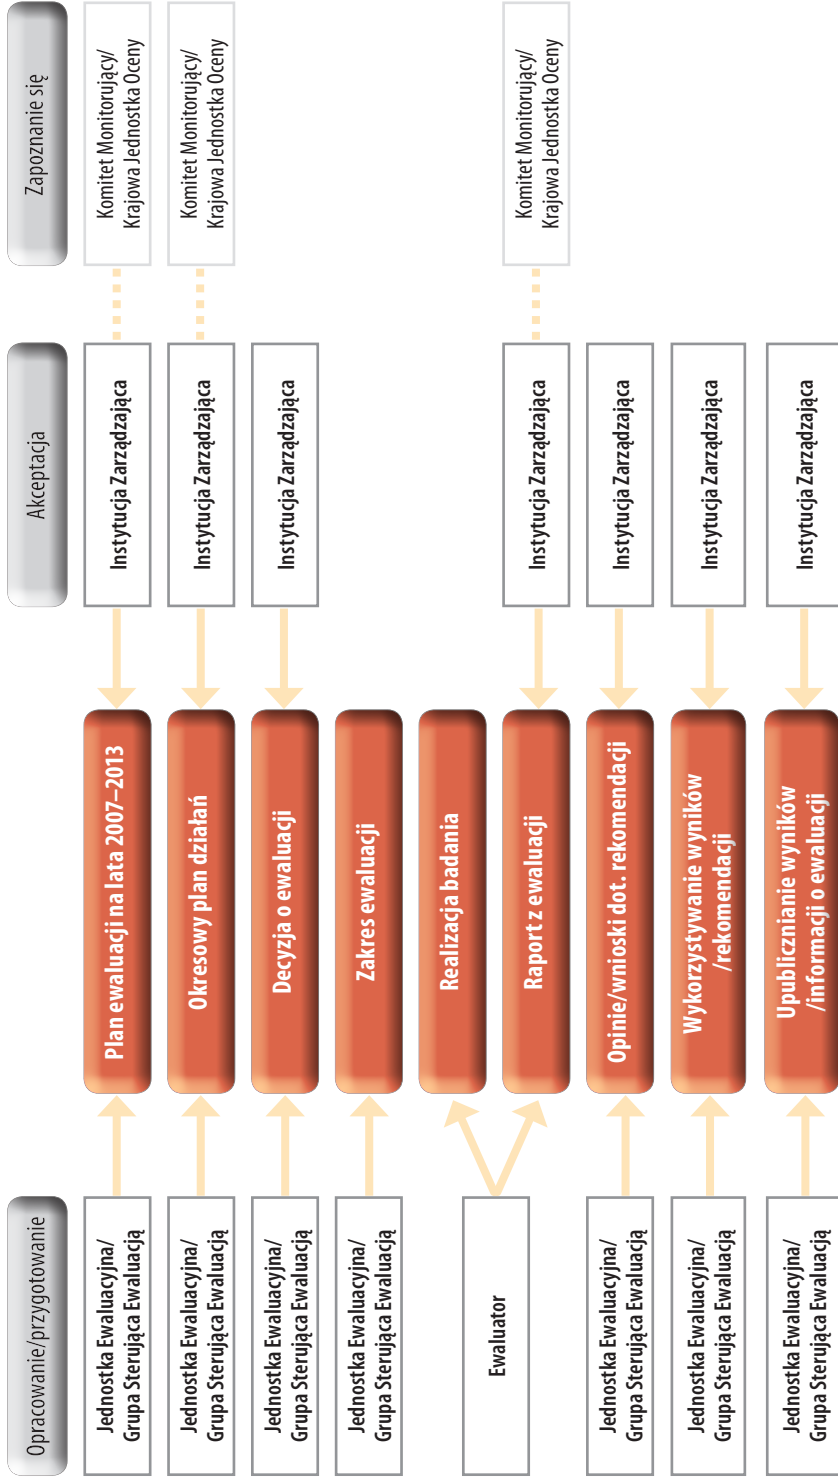 Opracowanie/przygotowanie
Akceptacja
Zapoznanie się
Jednostka Ewaluacyjna/
Grupa Sterująca Ewaluacją
Plan ewaluacji na lata 2007–2013
Instytucja Zarządzająca
Komitet Monitorujący/
Krajowa Jednostka Oceny
Jednostka Ewaluacyjna/
Grupa Sterująca Ewaluacją
Okresowy plan działań
Instytucja Zarządzająca
Komitet Monitorujący/
Krajowa Jednostka Oceny
Jednostka Ewaluacyjna/
Grupa Sterująca Ewaluacją
Decyzja o ewaluacji
Instytucja Zarządzająca
Jednostka Ewaluacyjna/
Grupa Sterująca Ewaluacją
Zakres ewaluacji
Ewaluator
Realizacja badania
Raport z ewaluacji
Instytucja Zarządzająca
Komitet Monitorujący/
Krajowa Jednostka Oceny
Jednostka Ewaluacyjna/
Grupa Sterująca Ewaluacją
Opinie/wnioski dot. rekomendacji
Instytucja Zarządzająca
Jednostka Ewaluacyjna/
Grupa Sterująca Ewaluacją
Wykorzystywanie wyników
/rekomendacji
Instytucja Zarządzająca
Jednostka Ewaluacyjna/
Grupa Sterująca Ewaluacją
Upublicznianie wyników
/informacji o ewaluacji
Instytucja Zarządzająca